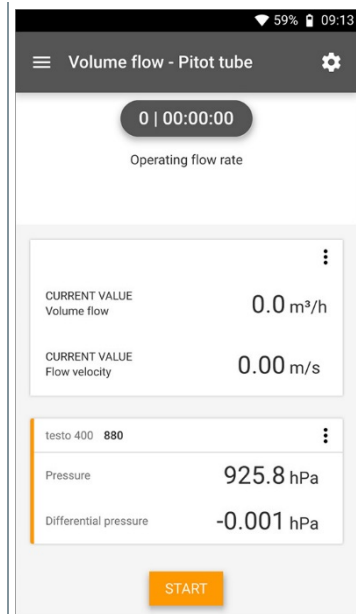 59% 09:13
Volume flow - Pitot tube
0 | 00:00:00
Operating flow rate
CURRENT VALUE
Volume flow
0.0 m³/h
CURRENT VALUE
Flow velocity
0.00 m/s
testo 400 880
Pressure
925.8 hPa
Differential pressure
-0.001 hPa
START